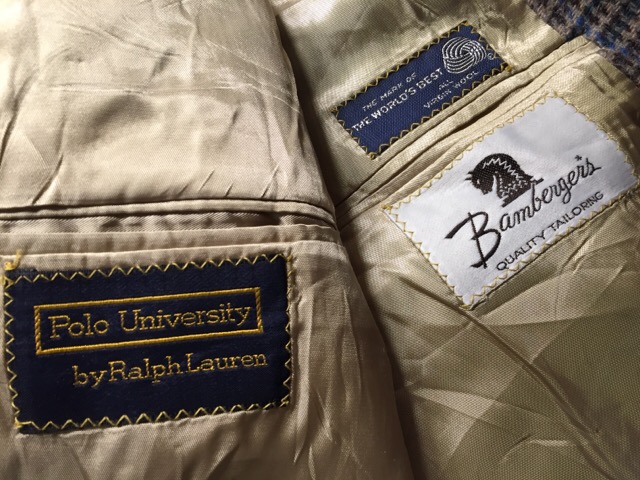 THE MARK OF
THE WORLD'S BEST
ALL
VIRGIN WOOL
Bamberger's
QUALITY TAILORING
Polo University
by Ralph Lauren